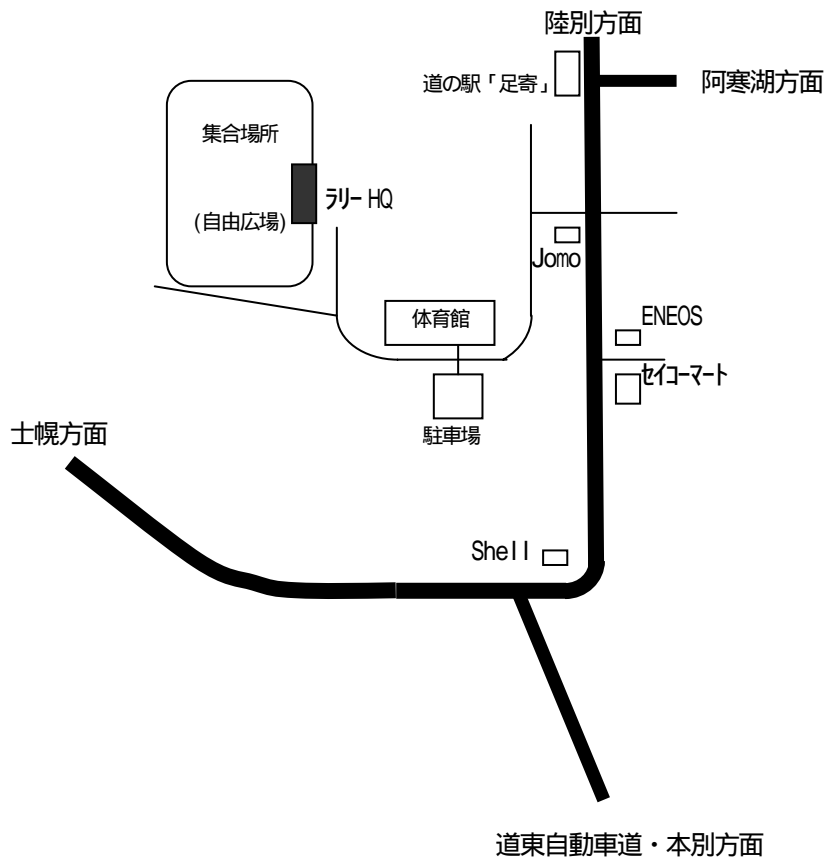 陸別方面
道の駅「足寄」
阿寒湖方面
集合場所
ﾗﾘｰ HQ
(自由広場)
Jomo
ENEOS
体育館
ｾｲｺｰﾏｰﾄ
駐車場
士幌方面
Shell
道東自動車道・本別方面